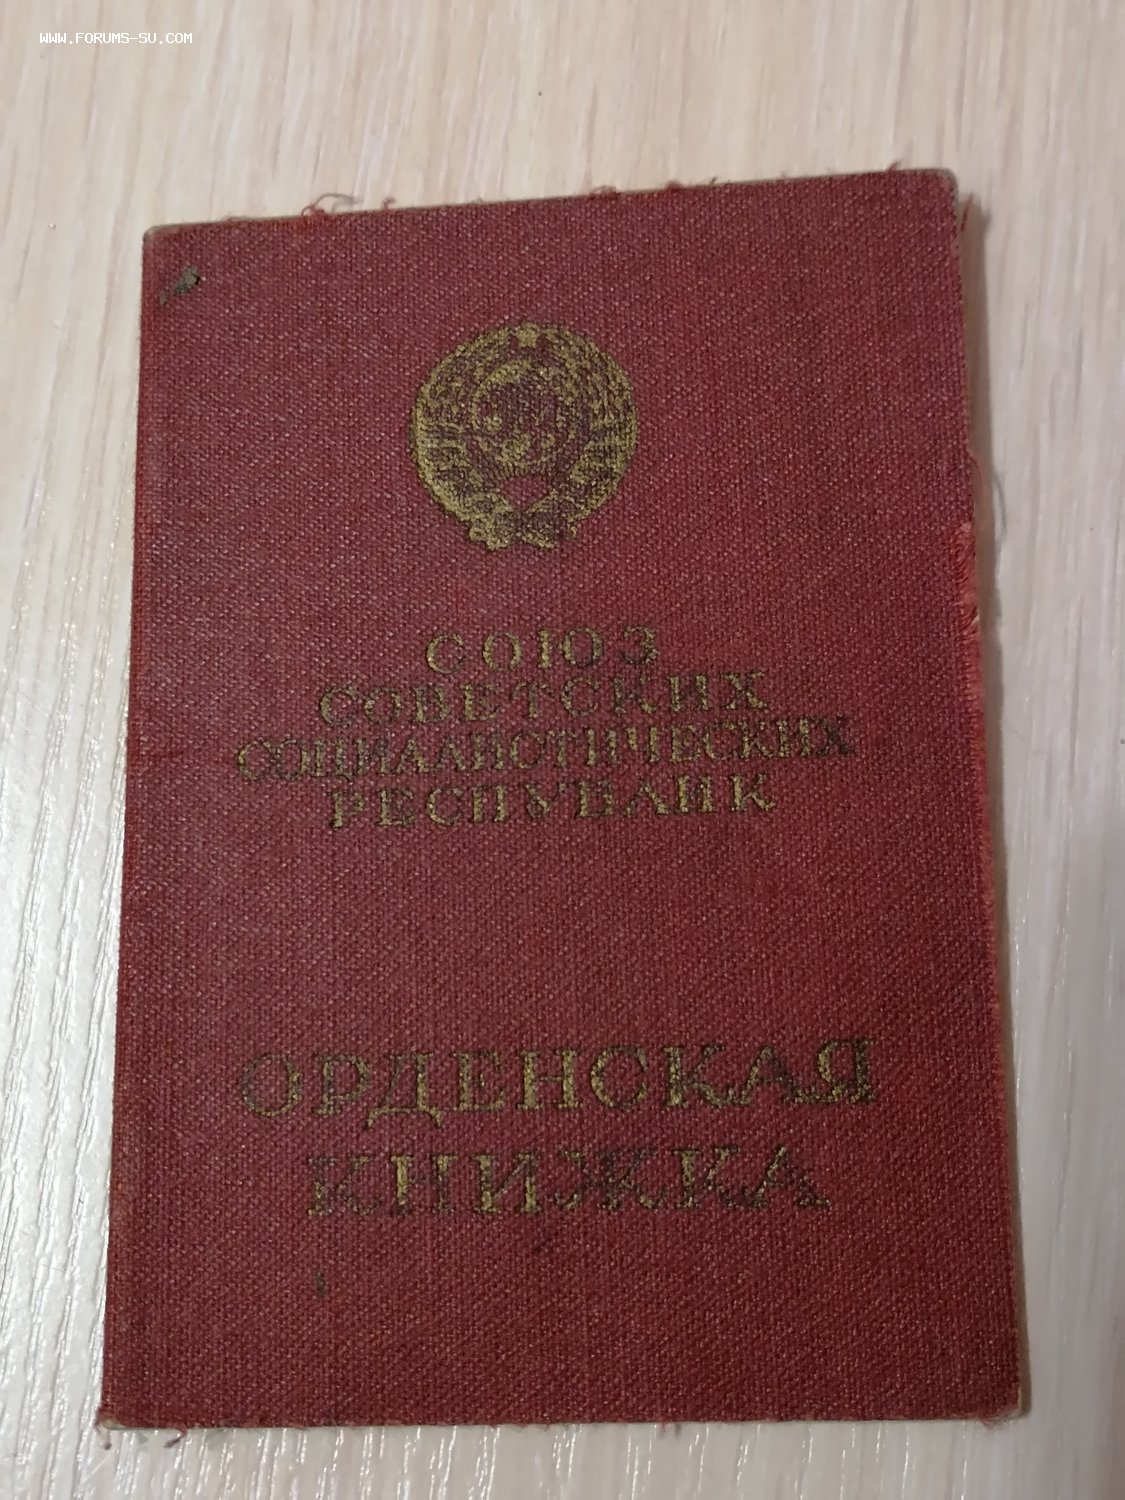 WWW.FORUMS-SU.COM
СОЮЗ
СОВЕТСКИХ
СОЦИАЛИСТИЧЕСКИХ
РЕСПУБЛИК
ОРДЕНСКАЯ
КНИЖКА